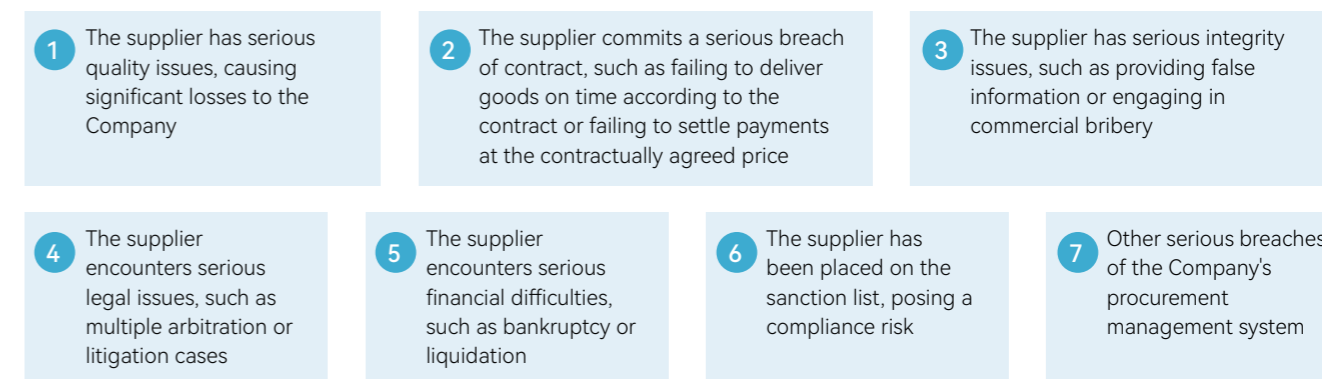 1
The supplier has serious
quality issues, causing
significant losses to the
Company
2
The supplier commits a serious breach
of contract, such as failing to deliver
goods on time according to the
contract or failing to settle payments
at the contractually agreed price
3
The supplier has serious integrity
issues, such as providing false
information or engaging in
commercial bribery
4
The supplier
encounters serious
legal issues, such as
multiple arbitration or
litigation cases
5
The supplier
encounters serious
financial difficulties,
such as bankruptcy or
liquidation
6
The supplier has
been placed on the
sanction list, posing a
compliance risk
7
Other serious breaches
of the Company's
procurement
management system